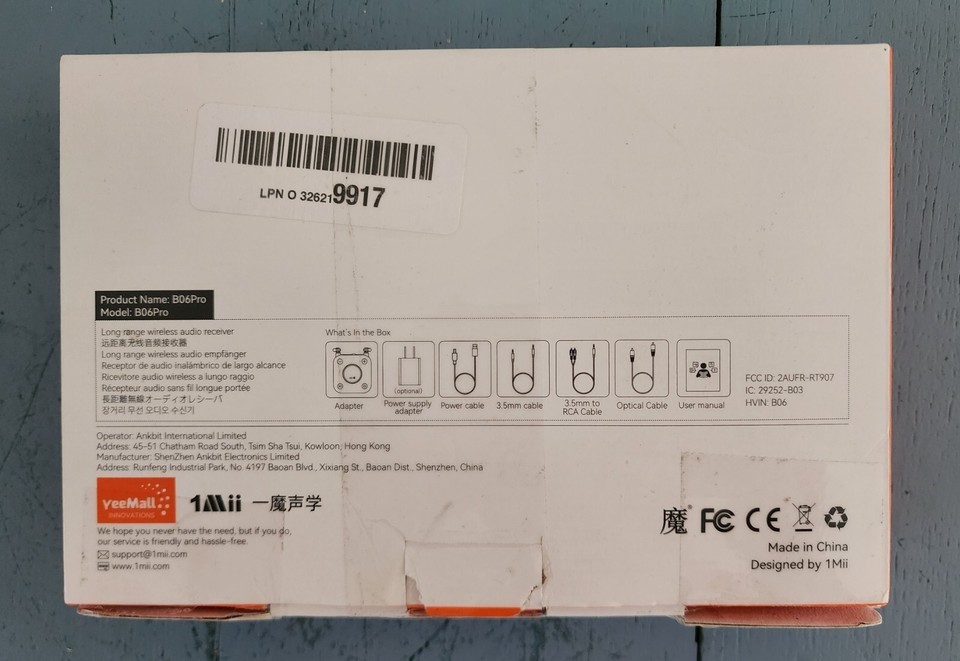 LPN O 326219917
Product Name: B06Pro
Model: B06Pro
Long range wireless audio receiver
远距离无线音频接收器
Long range wireless audio empfänger
Receptor de audio inalámbrico de largo alcance
Ricevitore audio wireless a lungo raggio
Récepteur audio sans fil longue portée
長距離無線オーディオレシーバ
장거리 무선 오디오 수신기
What's In the Box
(optional)
Adapter
Power supply
adapter
Power cable
3.5mm cable
3.5mm to
RCA Cable
Optical Cable
User manual
FCC ID: 2AUFR-RT907
IC: 29252-B03
HVIN: B06
Operator: Ankbit International Limited
Address: 45-51 Chatham Road South, Tsim Sha Tsui, Kowloon, Hong Kong
Manufacturer: ShenZhen Ankbit Electronics Limited
Address: Runfeng Industrial Park, No. 4197 Baoan Blvd., Xixiang St., Baoan Dist., Shenzhen, China
YeeMall
INNOVATIONS
1Mii 一魔声学
We hope you never have the need, but if you do,
our service is friendly and hassle-free.
support@1mii.com
www.1mii.com
魔® FC CE
Made in China
Designed by 1Mii